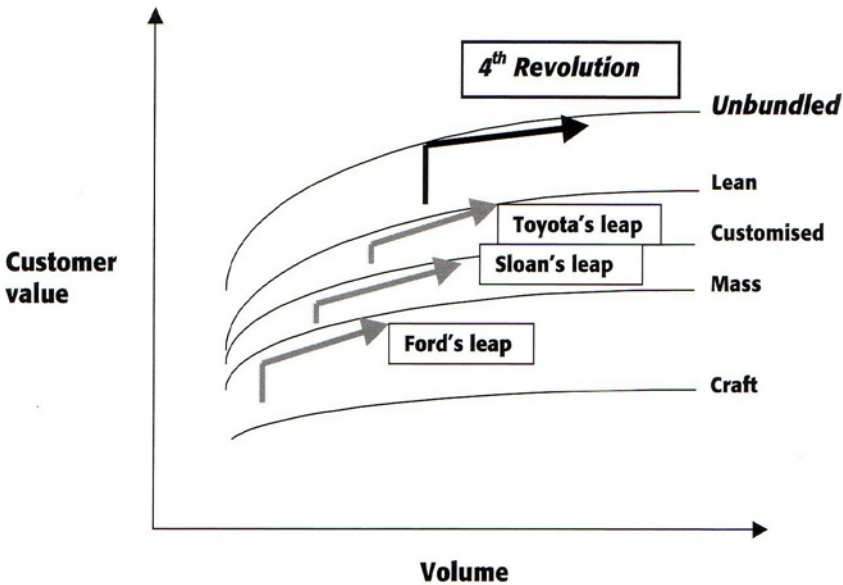 4th Revolution
Unbundled
Lean
Toyota's leap
Customised
Sloan's leap
Customer
value
Mass
Ford's leap
Craft
Volume